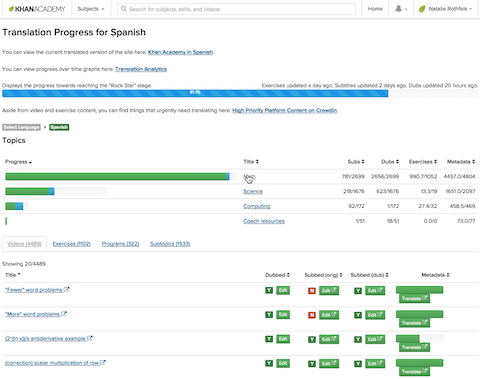 KHANACADEMY Subjects Search for subjects, skills, and videos Home Natalie Rothfels
Translation Progress for Spanish
You can view the current translated version of the site here: Khan Academy in Spanish.
You can view progress over time graphs here: Translation Analytics
Displays the progress towards reaching the "Rock Star" stage. Exercises updated a day ago. Subtitles updated 2 days ago. Dubs updated 20 hours ago.
Aside from video and exercise content, you can find things that urgently need translating here: High Priority Platform Content on Crowdin.
Select Language > Spanish
Topics
Progress Title Subs Dubs Exercises Metadata
Math 781/2699 2656/2699 990.7/1052 4457.0/4804
Science 218/1676 623/1676 13.3/19 1651.0/2097
Computing 92/172 1/172 27.4/32 458.5/469
Coach resources 1/51 18/51 0.0/0 73.0/77
Videos (4489) Exercises (1102) Programs (322) Subtopics (1533)
Showing 20/4489
Title Dubbed Subbed (orig) Subbed (dub) Metadata
"Fewer" word problems Y Edit N Edit Y Edit Translate
"More" word problems Y Edit N Edit Y Edit Translate
(2^(ln x))/x antiderivative example Y Edit Y Edit Y Edit Translate
(correction) scalar multiplication of row Y Edit Y Edit Y Edit Translate